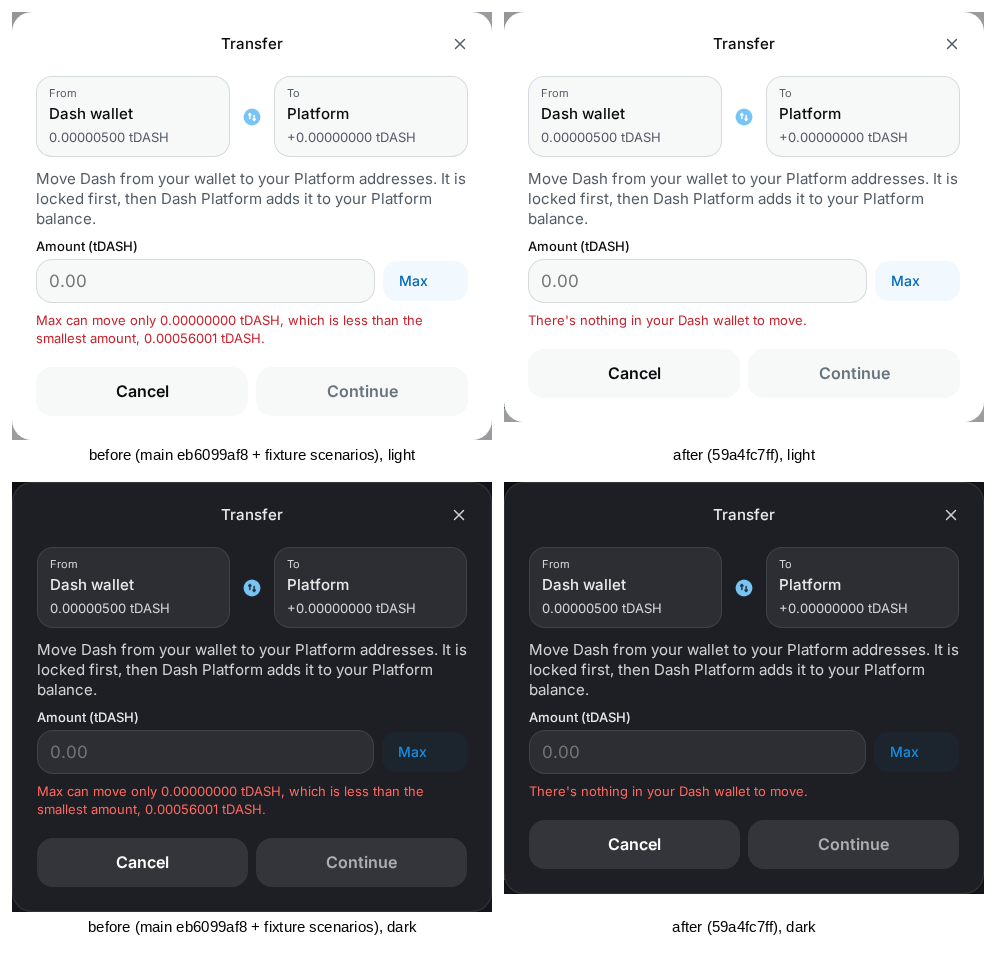 Transfer
From
Dash wallet
0.00000500 tDASH
To
Platform
+0.00000000 tDASH
Move Dash from your wallet to your Platform addresses. It is
locked first, then Dash Platform adds it to your Platform
balance.
Amount (tDASH)
0.00
Max
Max can move only 0.00000000 tDASH, which is less than the
smallest amount, 0.00056001 tDASH.
Cancel
Continue
before (main eb6099af8 + fixture scenarios), light
Transfer
From
Dash wallet
0.00000500 tDASH
To
Platform
+0.00000000 tDASH
Move Dash from your wallet to your Platform addresses. It is
locked first, then Dash Platform adds it to your Platform
balance.
Amount (tDASH)
0.00
Max
There's nothing in your Dash wallet to move.
Cancel
Continue
after (59a4fc7ff), light
Transfer
From
Dash wallet
0.00000500 tDASH
To
Platform
+0.00000000 tDASH
Move Dash from your wallet to your Platform addresses. It is
locked first, then Dash Platform adds it to your Platform
balance.
Amount (tDASH)
0.00
Max
Max can move only 0.00000000 tDASH, which is less than the
smallest amount, 0.00056001 tDASH.
Cancel
Continue
before (main eb6099af8 + fixture scenarios), dark
Transfer
From
Dash wallet
0.00000500 tDASH
To
Platform
+0.00000000 tDASH
Move Dash from your wallet to your Platform addresses. It is
locked first, then Dash Platform adds it to your Platform
balance.
Amount (tDASH)
0.00
Max
There's nothing in your Dash wallet to move.
Cancel
Continue
after (59a4fc7ff), dark